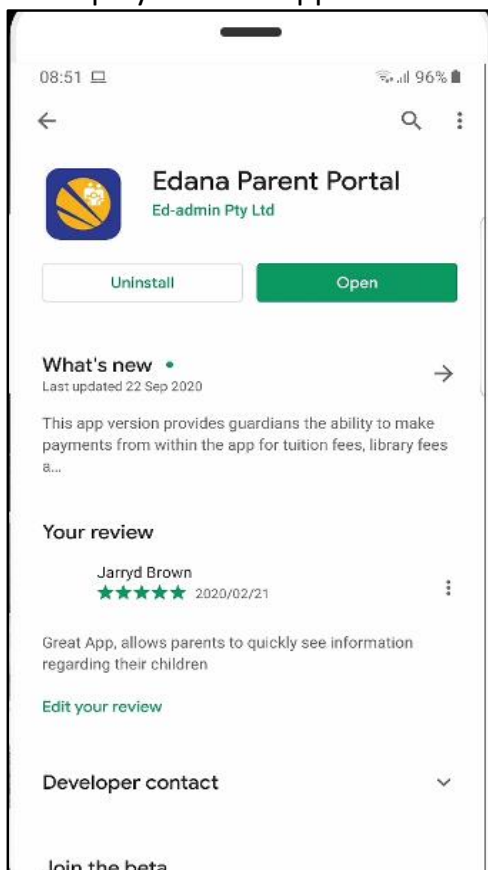 08:51
96%
Edana Parent Portal
Ed-admin Pty Ltd
Uninstall
Open
What's new
Last updated 22 Sep 2020
This app version provides guardians the ability to make
payments from within the app for tuition fees, library fees
a...
Your review
Jarryd Brown
2020/02/21
Great App, allows parents to quickly see information
regarding their children
Edit your review
Developer contact
Join the beta